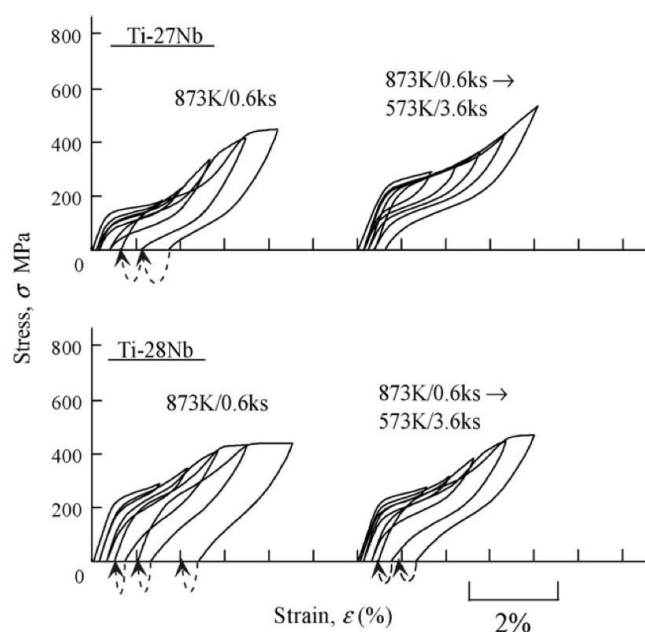 800
Ti-27Nb
600
873K/0.6ks
873K/0.6ks →
573K/3.6ks
400
200
0
Stress, σ MPa
800
Ti-28Nb
600
873K/0.6ks
873K/0.6ks →
573K/3.6ks
400
200
0
Strain, ε (%)
2%